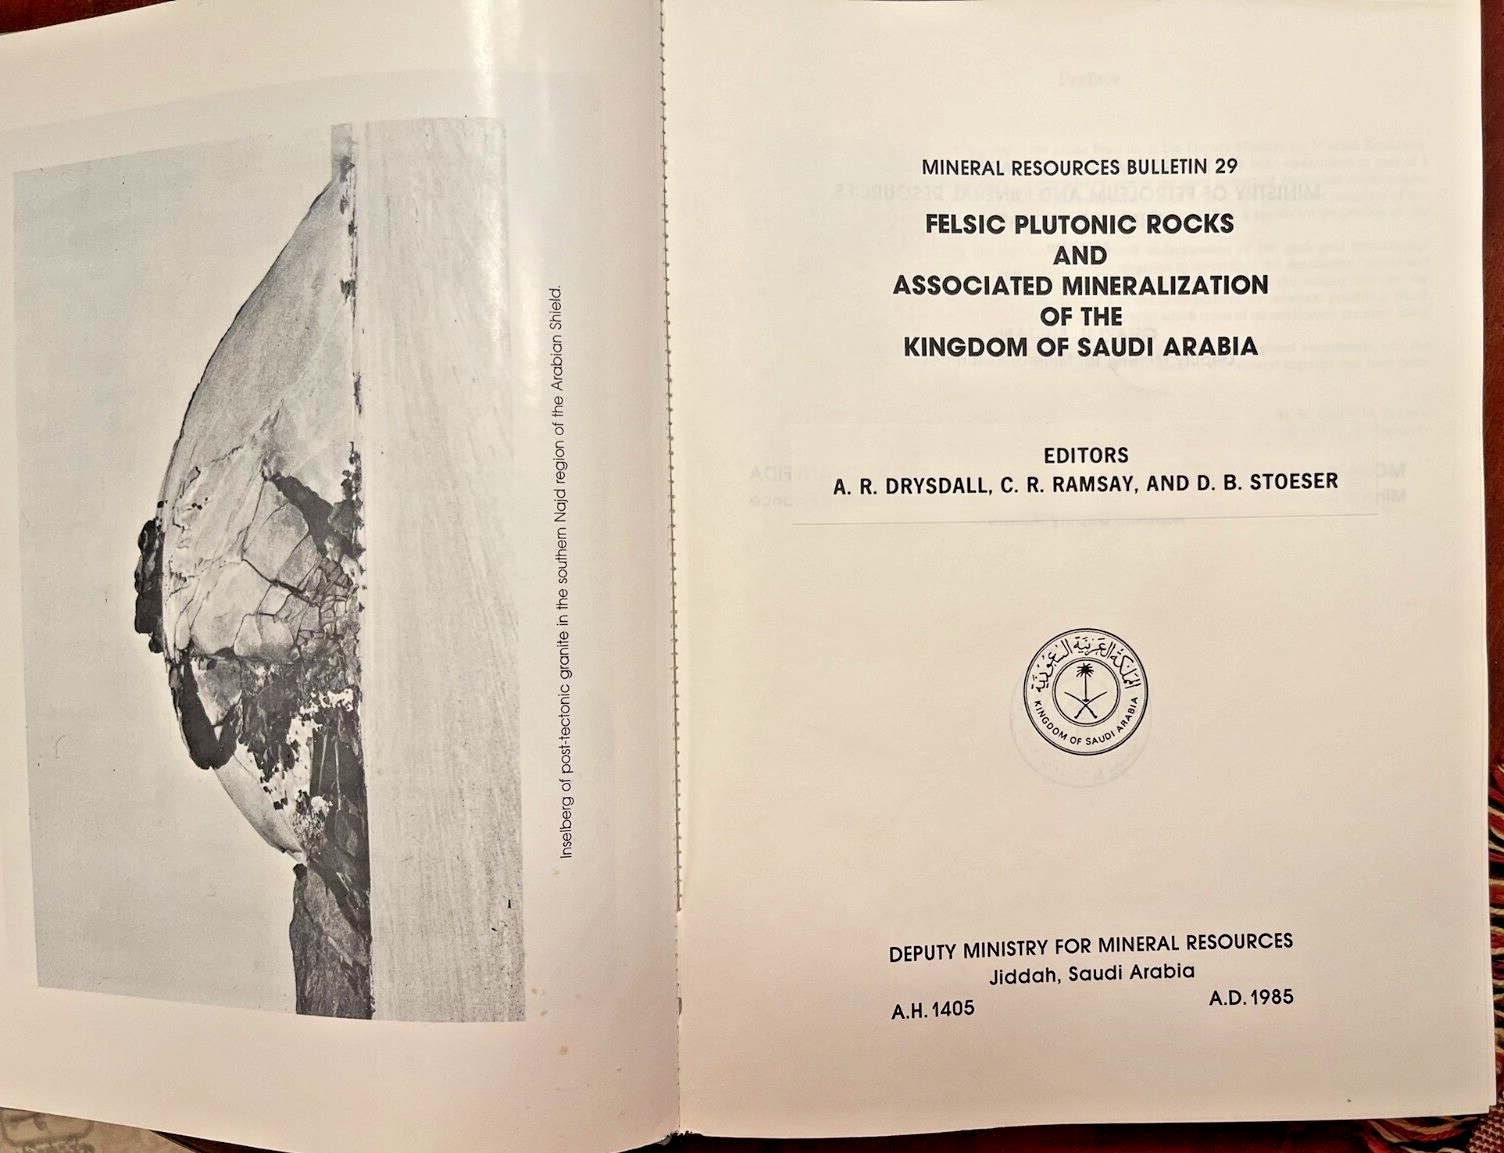 Inselberg of post-tectonic granite in the southern Najd region of the Arabian Shield.
MINERAL RESOURCES BULLETIN 29
FELSIC PLUTONIC ROCKS
AND
ASSOCIATED MINERALIZATION
OF THE
KINGDOM OF SAUDI ARABIA
EDITORS
A. R. DRYSDALL, C. R. RAMSAY, AND D. B. STOESER
المملكة العربية السعودية
KINGDOM OF SAUDI ARABIA
DEPUTY MINISTRY FOR MINERAL RESOURCES
Jiddah, Saudi Arabia
A.H. 1405 A.D. 1985